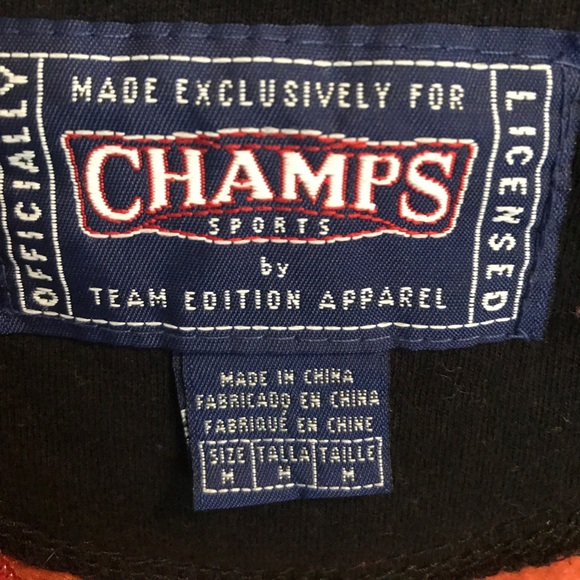 OFFICIALLY
MADE EXCLUSIVELY FOR
CHAMPS
SPORTS
by
TEAM EDITION APPAREL
LICENSED
MADE IN CHINA
FABRICADO EN CHINA
FABRIQUÉ EN CHINE
SIZE TALLA TAILLE
M M M